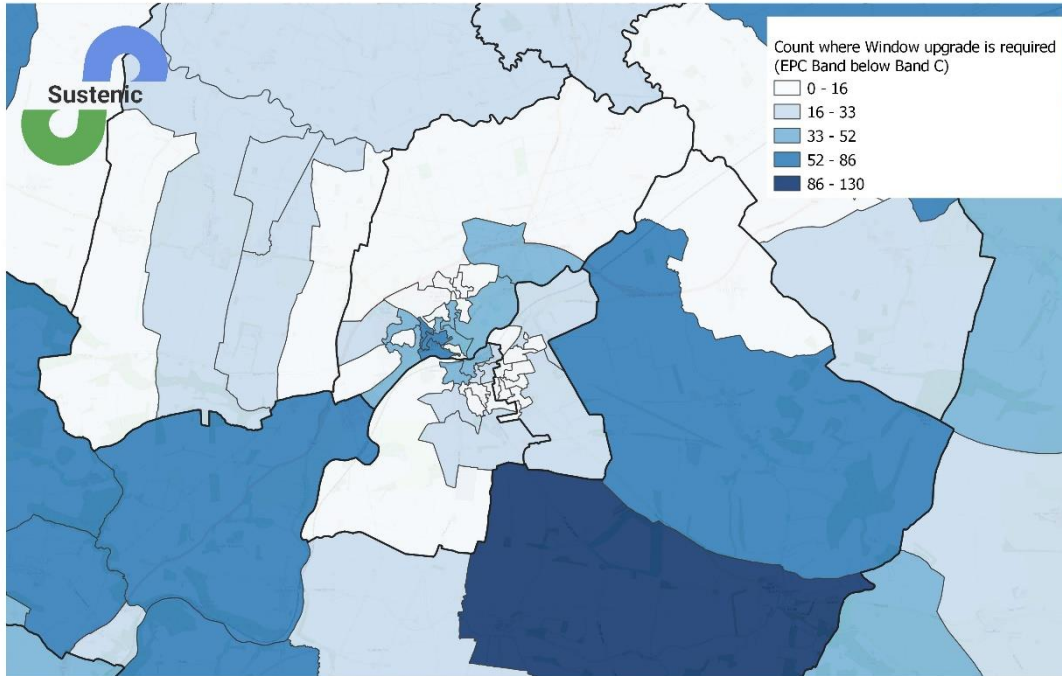 Sustenic
Count where Window upgrade is required
(EPC Band below Band C)
0 - 16
16 - 33
33 - 52
52 - 86
86 - 130